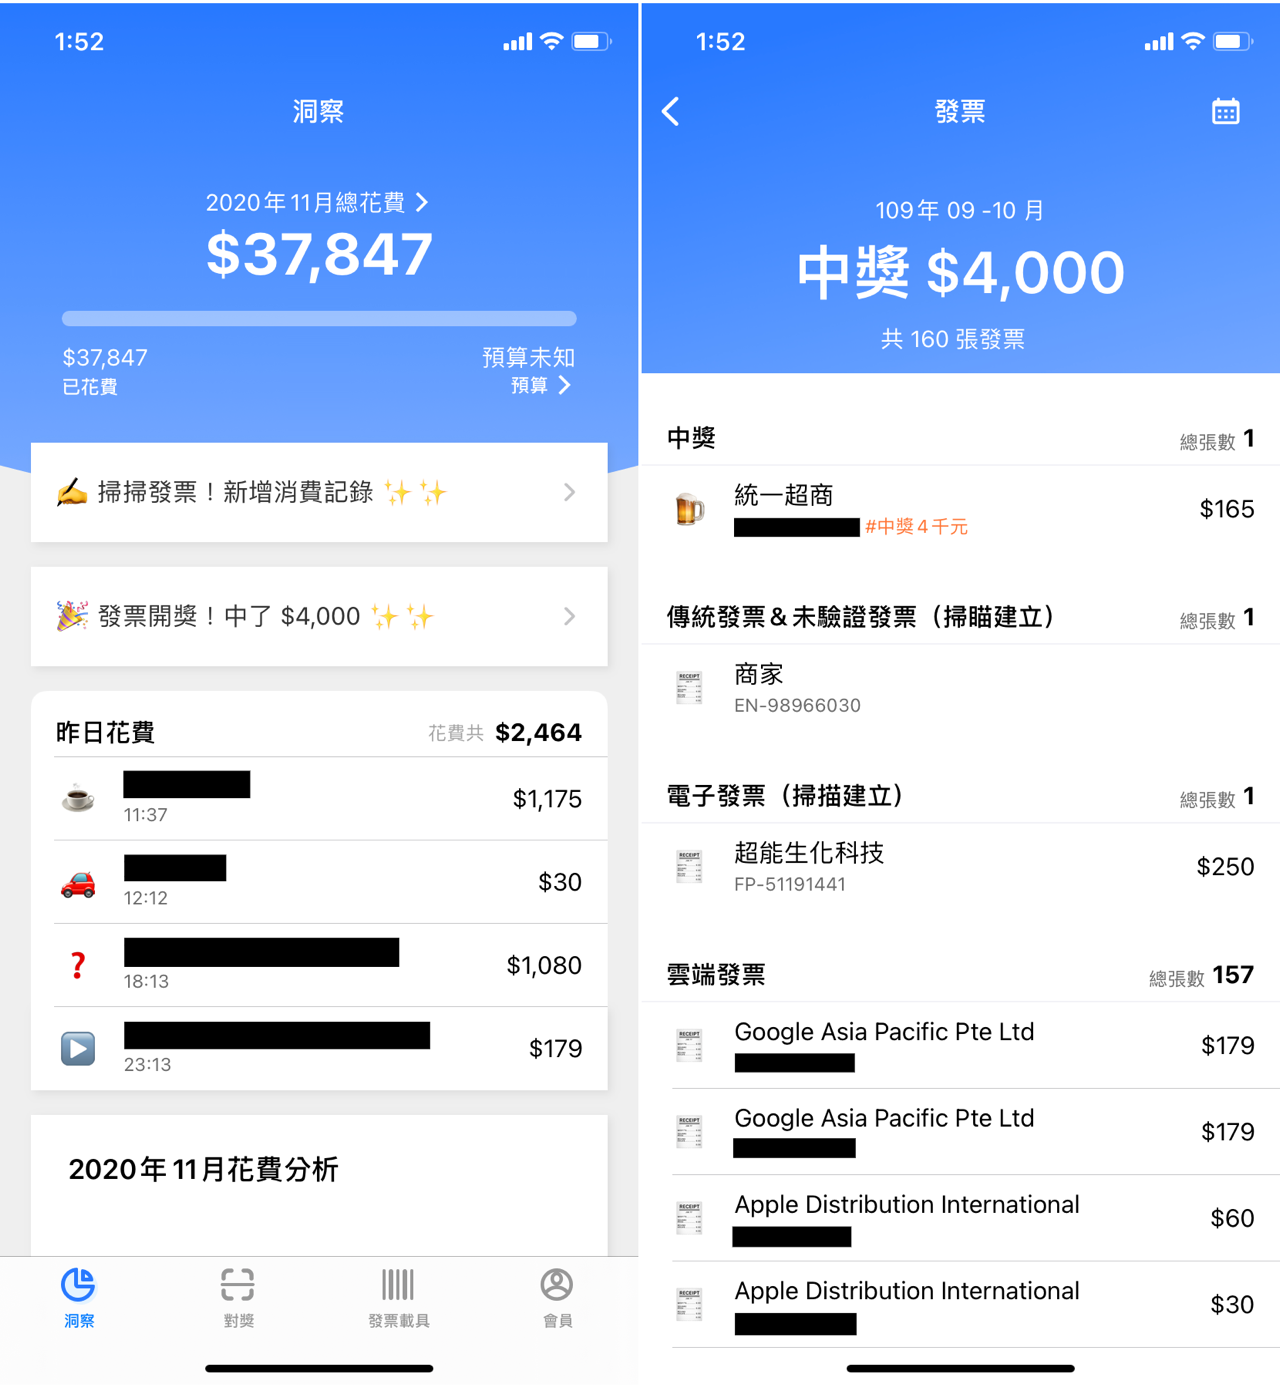 1:52
洞察
2020年11月總花費
$37,847
$37,847
已花費
預算未知
預算
掃掃發票！新增消費記錄
發票開獎！中了 $4,000
昨日花費
花費共 $2,464
11:37
$1,175
12:12
$30
18:13
$1,080
23:13
$179
2020年11月花費分析
洞察
對獎
發票載具
會員
1:52
發票
109年 09 -10 月
中獎 $4,000
共 160 張發票
中獎
總張數 1
統一超商
#中獎4千元
$165
傳統發票＆未驗證發票（掃瞄建立）
總張數 1
RECEIPT
商家
EN-98966030
電子發票（掃描建立）
總張數 1
RECEIPT
超能生化科技
FP-51191441
$250
雲端發票
總張數 157
RECEIPT
Google Asia Pacific Pte Ltd
$179
RECEIPT
Google Asia Pacific Pte Ltd
$179
RECEIPT
Apple Distribution International
$60
RECEIPT
Apple Distribution International
$30